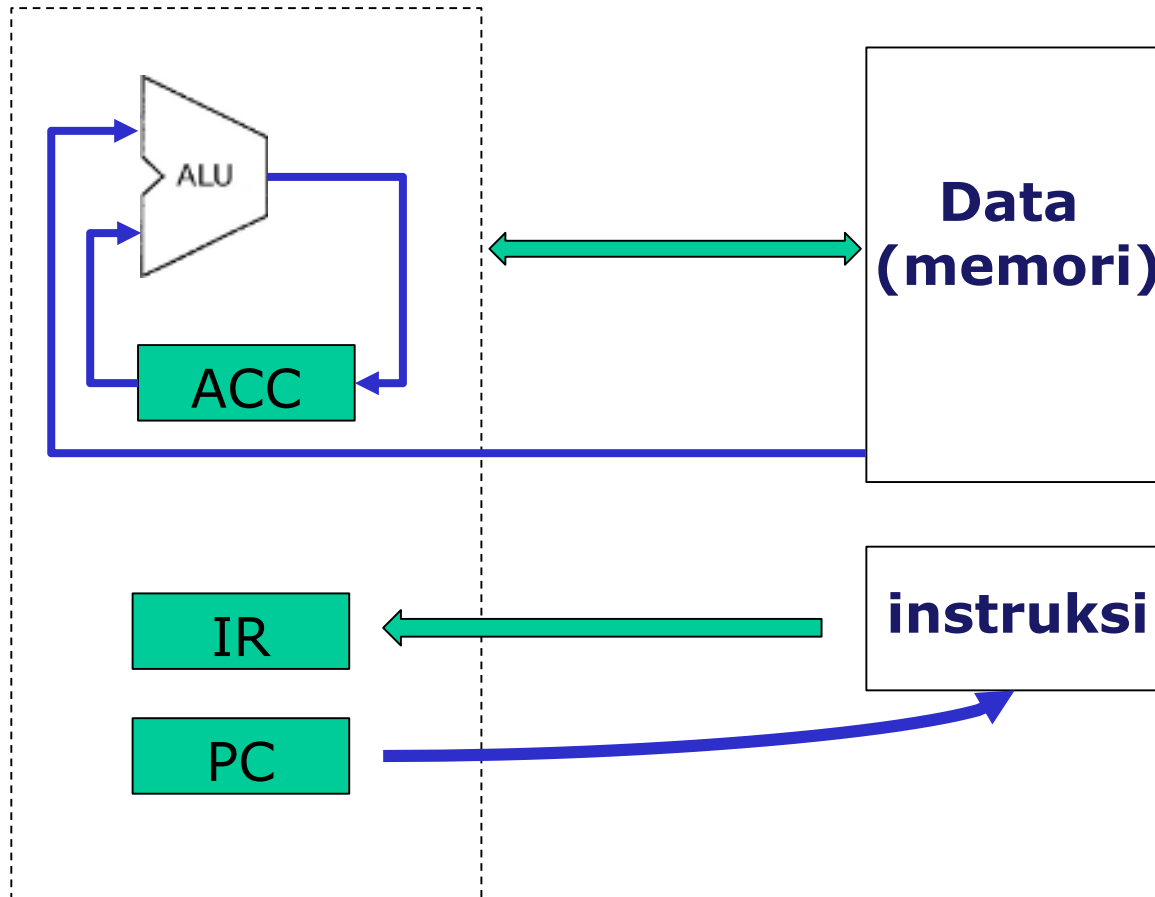 ALU
Data
(memori)
ACC
IR
instruksi
PC